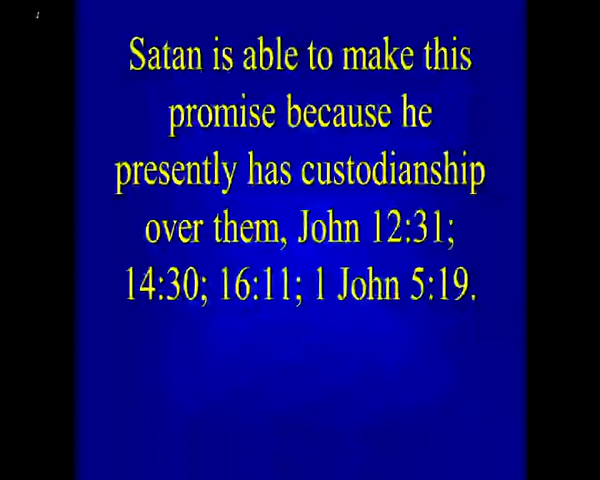 Satan is able to make this
promise because he
presently has custodianship
over them, John 12:31;
14:30; 16:11; 1 John 5:19.